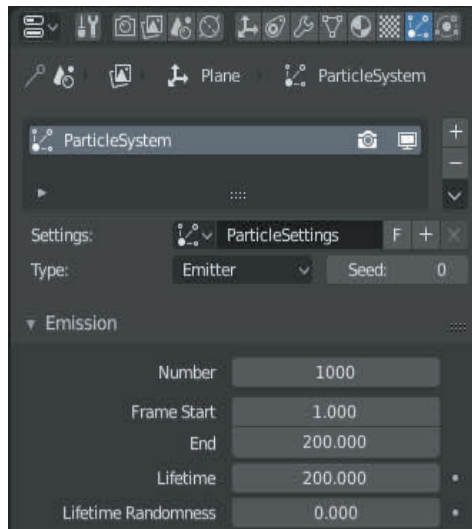 Plane ParticleSystem
ParticleSystem
Settings: ParticleSettings F
Type: Emitter Seed: 0
Emission
Number 1000
Frame Start 1.000
End 200.000
Lifetime 200.000
Lifetime Randomness 0.000